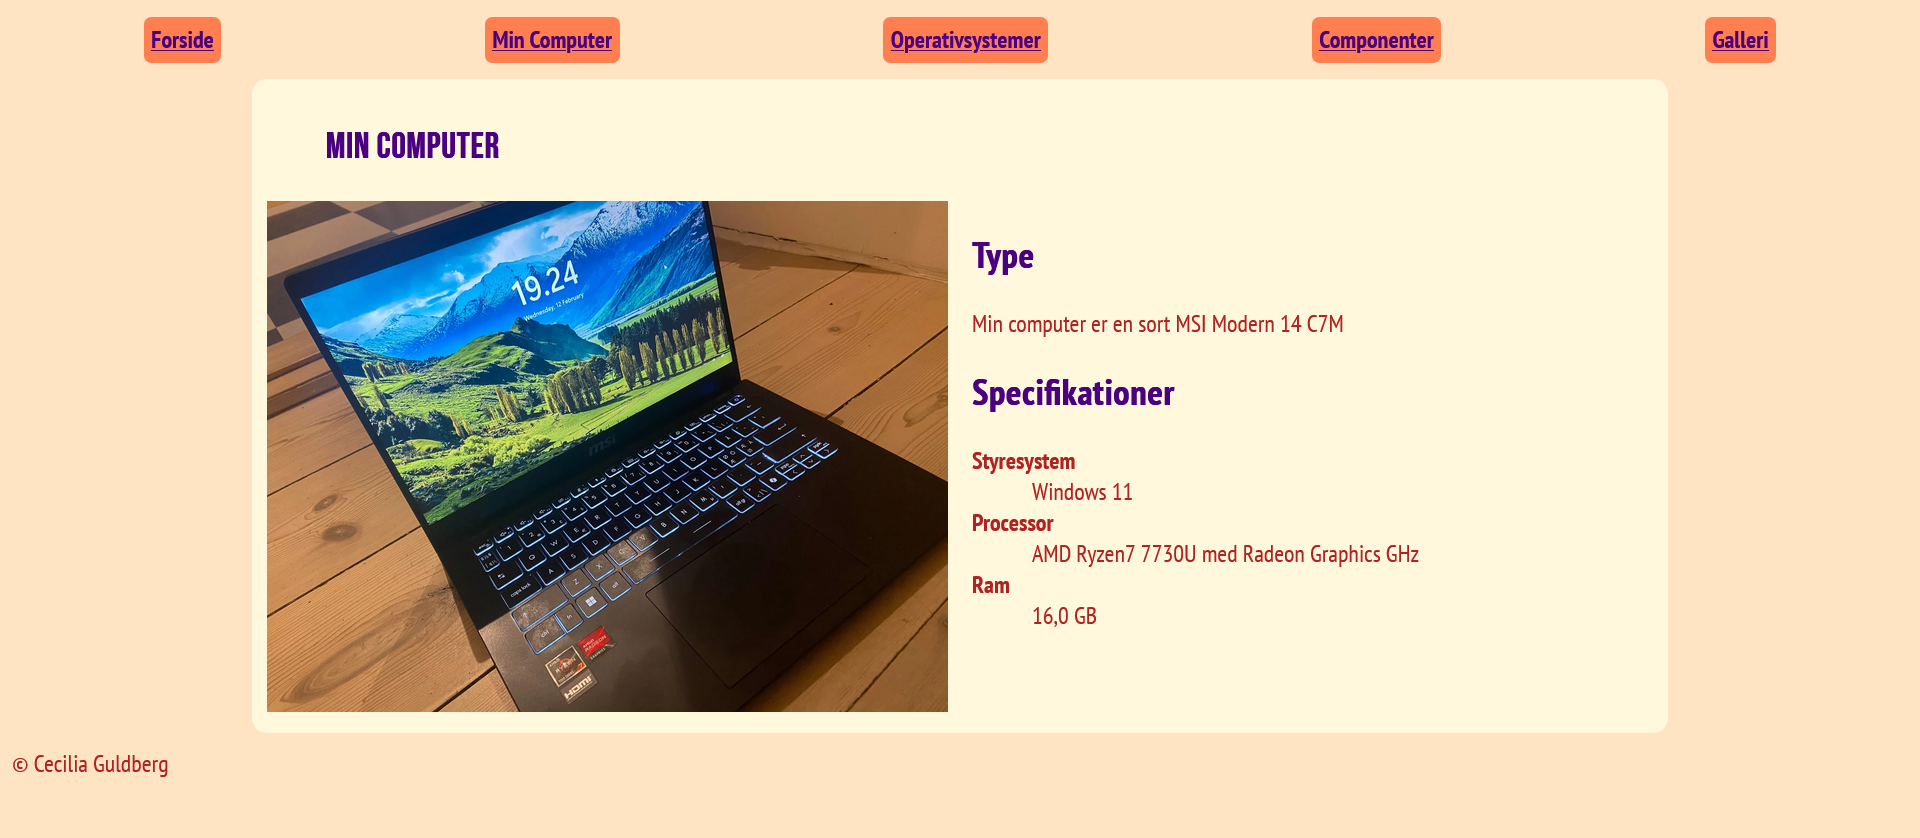 Forside
Min Computer
Operativsystemer
Componenter
Galleri
MIN COMPUTER
19.24
Wednesday, 12 February
msi
HDMI
Type
Min computer er en sort MSI Modern 14 C7M
Specifikationer
Styresystem
Windows 11
Processor
AMD Ryzen7 7730U med Radeon Graphics GHz
Ram
16,0 GB
© Cecilia Guldberg